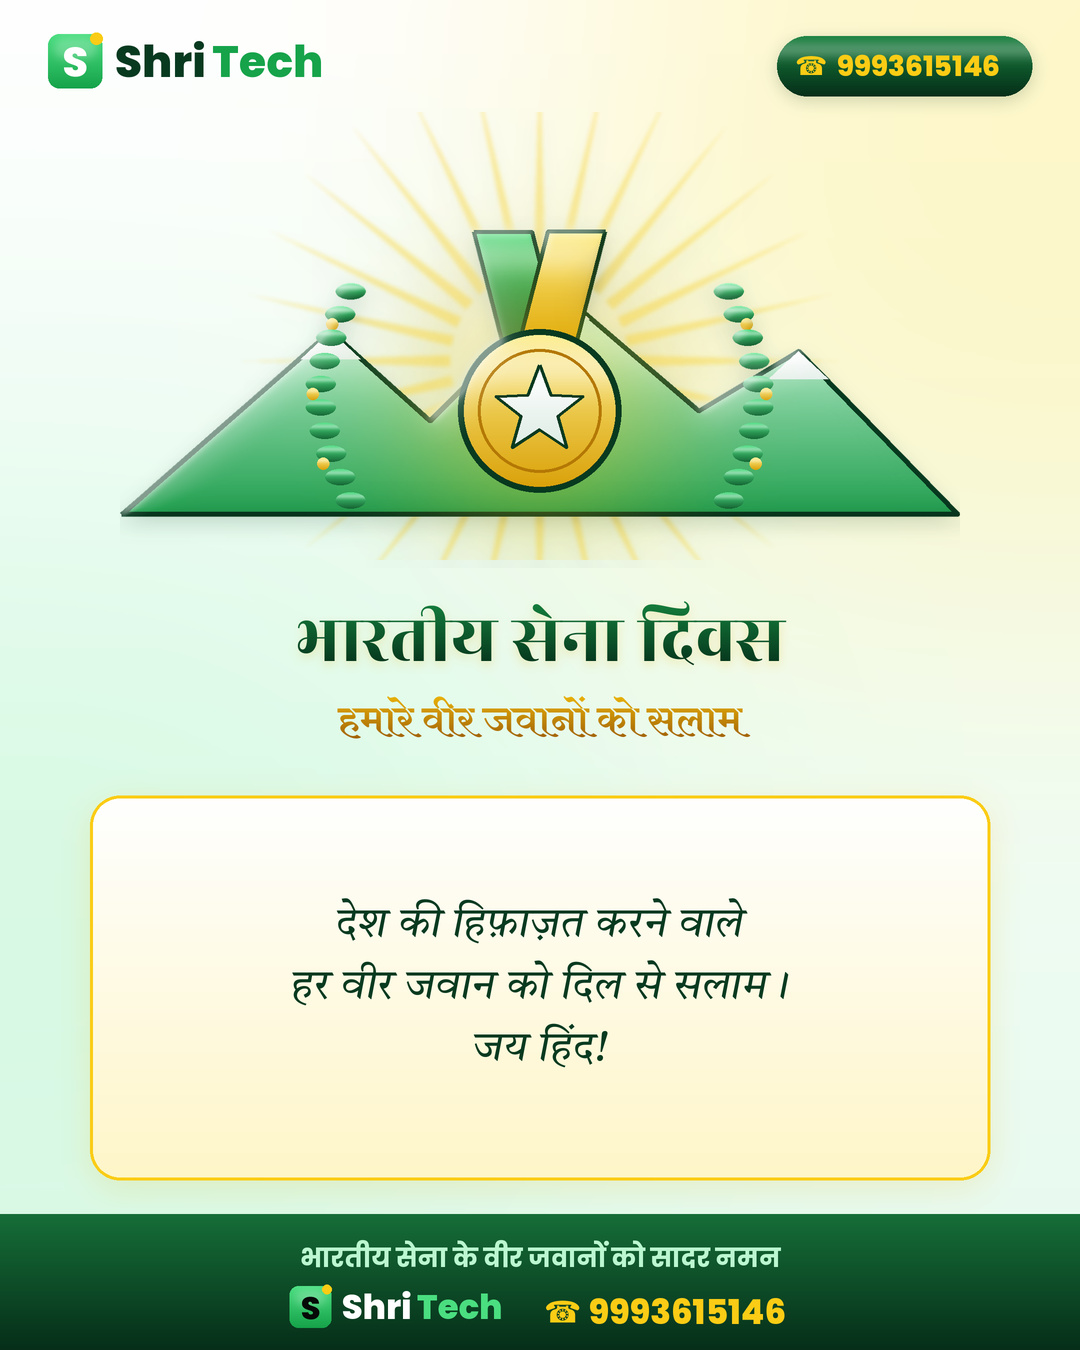 S Shri Tech
☎ 9993615146
भारतीय सेना दिवस
हमारे वीर जवानों को सलाम
देश की हिफ़ाज़त करने वाले
हर वीर जवान को दिल से सलाम।
जय हिंद!
भारतीय सेना के वीर जवानों को सादर नमन
S Shri Tech ☎ 9993615146